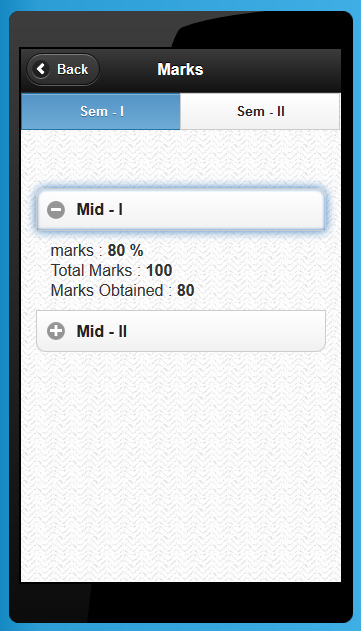 Back
Marks
Sem - I
Sem - II
Mid - I
marks : 80 %
Total Marks : 100
Marks Obtained : 80
Mid - II